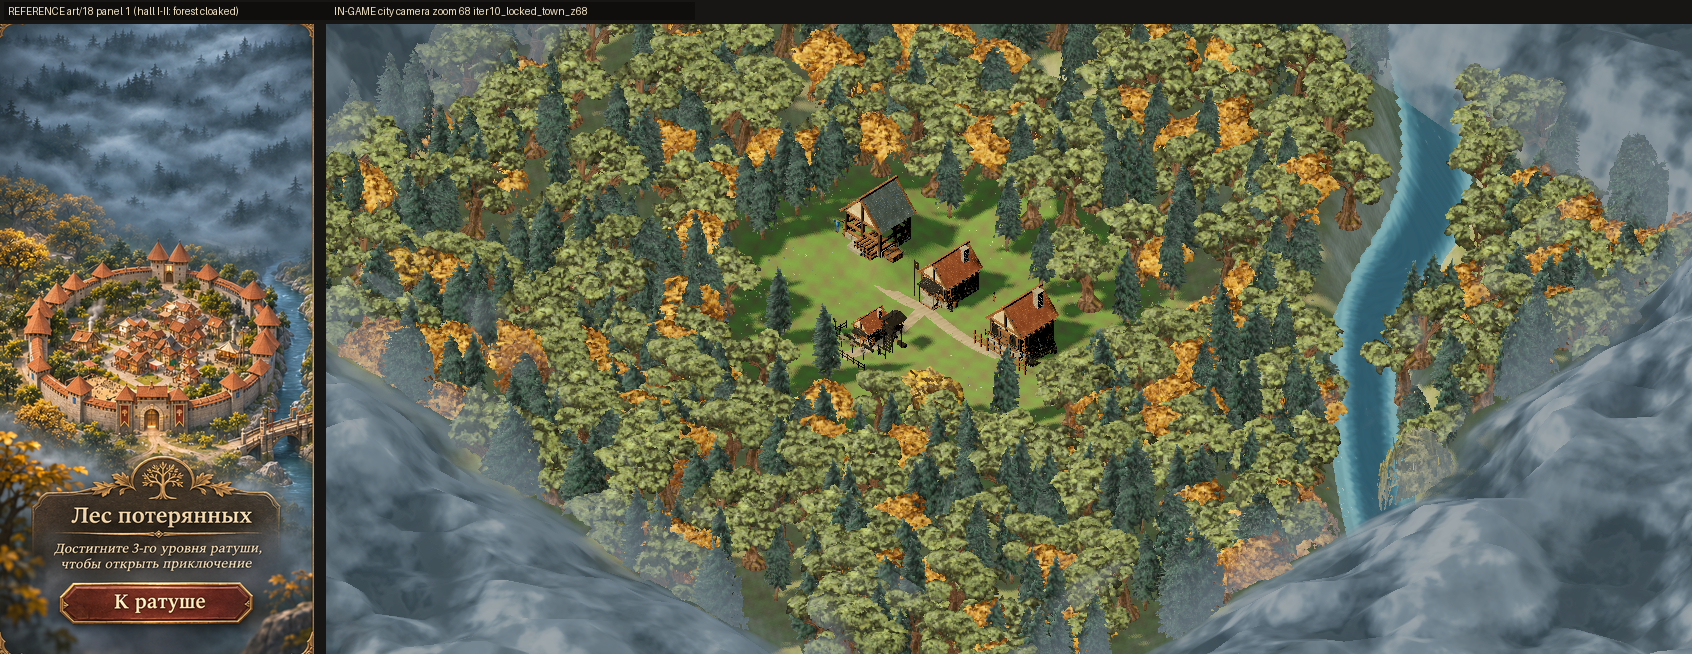 REFERENCE art/18 panel 1 (hall I-II: forest cloaked)
IN-GAME city camera zoom 68 iter10_locked_town_z68
Лес потерянных
Достигните 3-го уровня ратуши,
чтобы открыть приключение
К ратуше